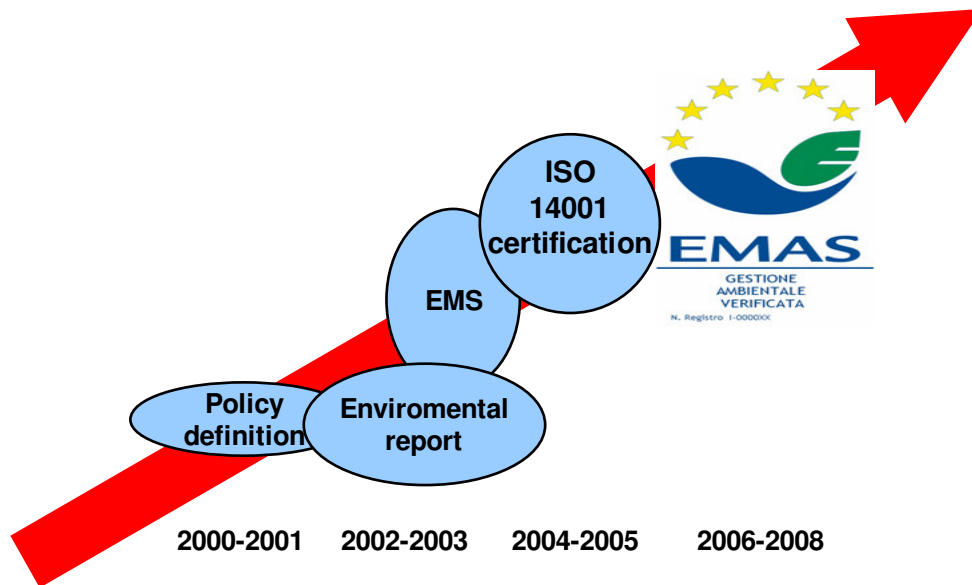 ISO
14001
certification
EMAS
GESTIONE
AMBIENTALE
VERIFICATA
N. Registro I-0000XX
EMS
Policy
definition
Enviromental
report
2000-2001
2002-2003
2004-2005
2006-2008